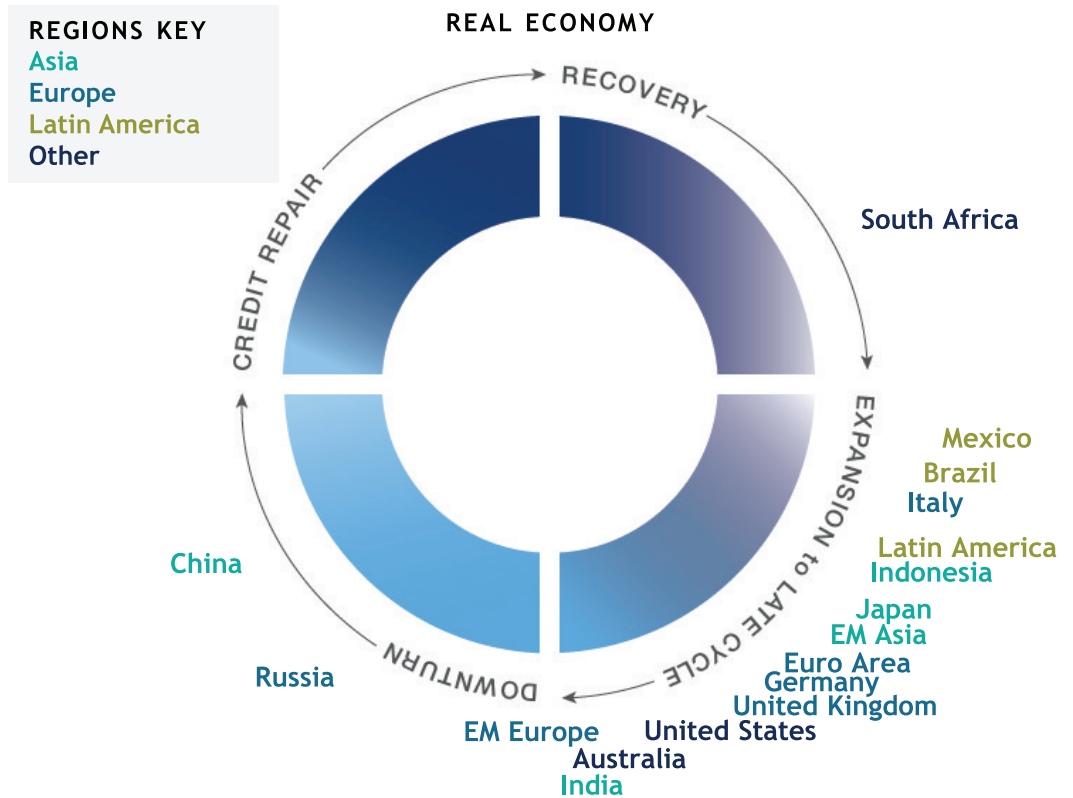 REGIONS KEY
Asia
Europe
Latin America
Other
REAL ECONOMY
RECOVERY
CREDIT REPAIR
EXPANSION to LATE CYCLE
DOWNTURN
South Africa
Mexico
Brazil
Italy
Latin America
Indonesia
Japan
EM Asia
Euro Area
Germany
United Kingdom
United States
Australia
India
EM Europe
Russia
China